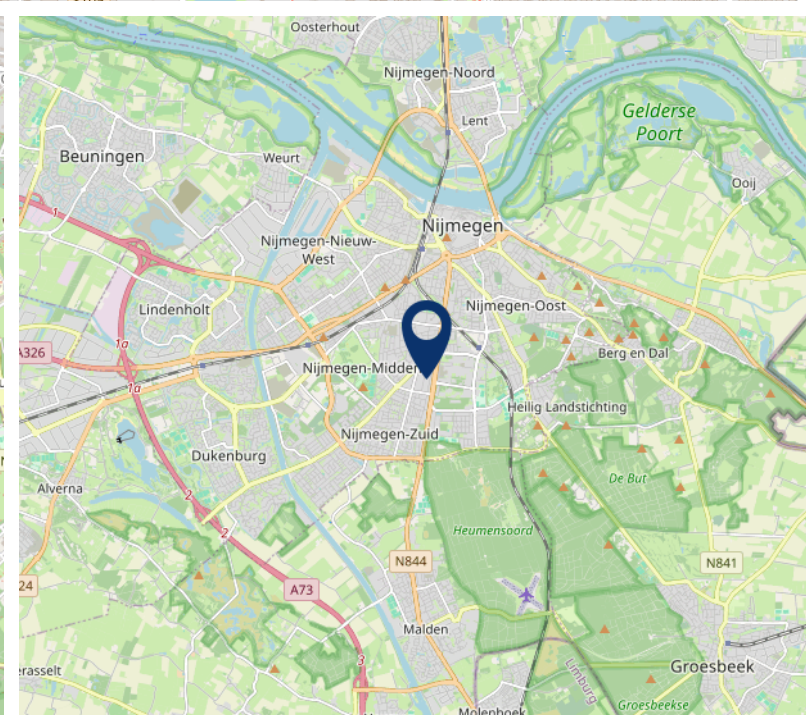 Oosterhout
Nijmegen-Noord
Gelderse
Poort
Lent
Beuningen
Weurt
Ooij
1
Nijmegen
Nijmegen-Nieuw-
West
Lindenholt
Nijmegen-Oost
1a
A326
Berg en Dal
Nijmegen-Midden
1a
Heilig Landstichting
Nijmegen-Zuid
Dukenburg
De But
Alverna
2
2
Heumensoord
N844
N841
24
A73
Malden
3
Limburg
Groesbeek
erasselt
Groesbeekse
Molenhoek